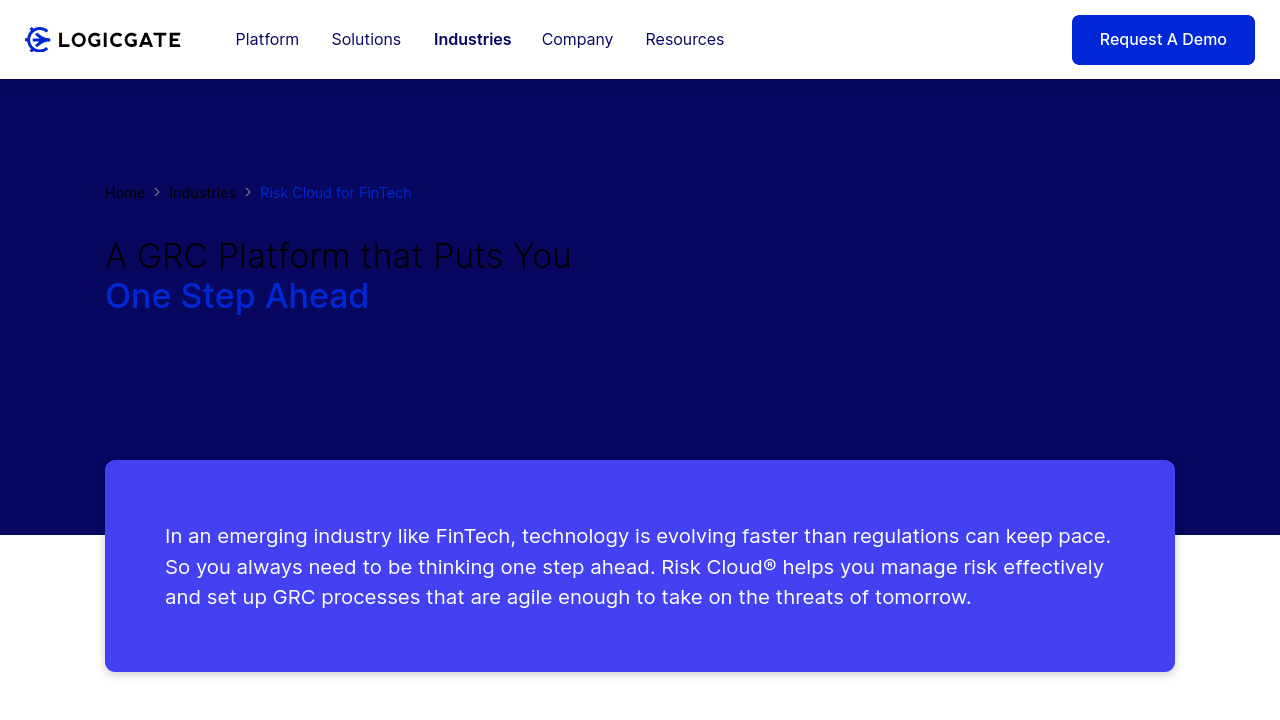 LOGICGATE
Platform
Solutions
Industries
Company
Resources
Request A Demo
Home > Industries > Risk Cloud for FinTech
A GRC Platform that Puts You
One Step Ahead
In an emerging industry like FinTech, technology is evolving faster than regulations can keep pace.
So you always need to be thinking one step ahead. Risk Cloud® helps you manage risk effectively
and set up GRC processes that are agile enough to take on the threats of tomorrow.